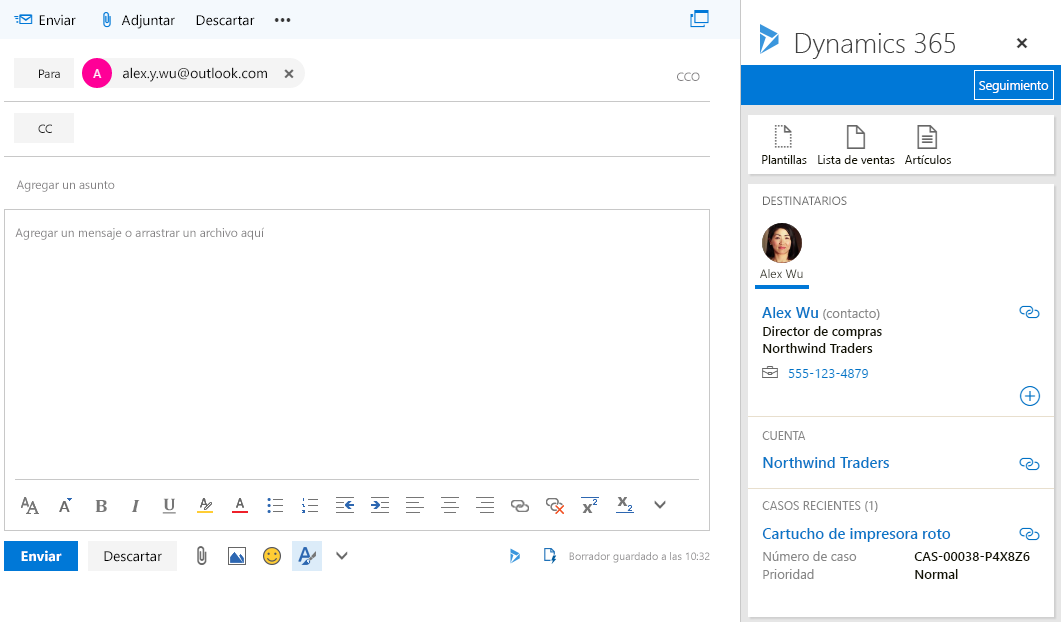 Enviar Adjuntar Descartar •••
Para A alex.y.wu@outlook.com CCO
CC
Agregar un asunto
Agregar un mensaje o arrastrar un archivo aquí
AA A B I U A A x² X₂
Enviar Descartar A Borrador guardado a las 10:32
Dynamics 365
Seguimiento
Plantillas Lista de ventas Artículos
DESTINATARIOS
Alex Wu
Alex Wu (contacto)
Director de compras
Northwind Traders
555-123-4879
CUENTA
Northwind Traders
CASOS RECIENTES (1)
Cartucho de impresora roto
Número de caso CAS-00038-P4X8Z6
Prioridad Normal